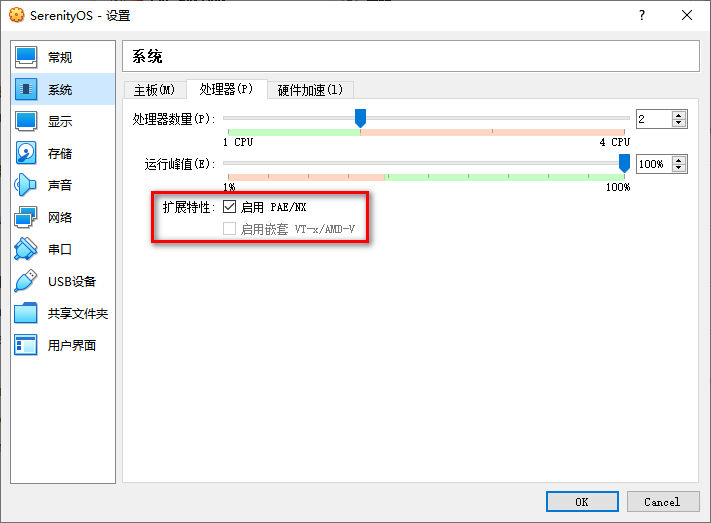 SerenityOS - 设置
常规
系统
显示
存储
声音
网络
串口
USB设备
共享文件夹
用户界面
系统
主板(M) 处理器(P) 硬件加速(l)
处理器数量(P): 2
1 CPU 4 CPU
运行峰值(E): 100%
1% 100%
扩展特性: 启用 PAE/NX
启用嵌套 VT-x/AMD-V
OK Cancel